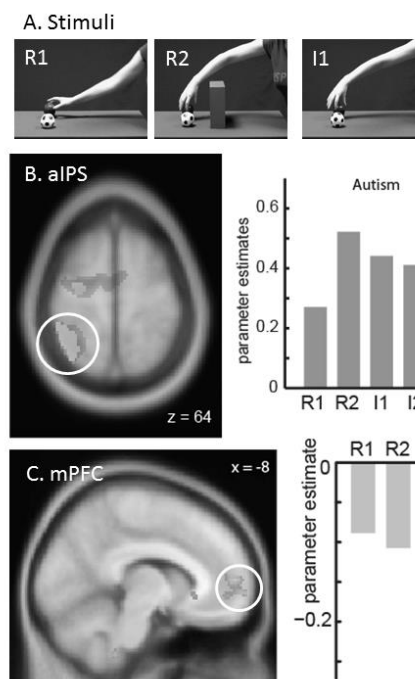 A. Stimuli
R1
R2
I1
B. aIPS
z = 64
Autism
parameter estimates
0.6
0.4
0.2
0
R1 R2 I1
C. mPFC
x = -8
R1 R2
parameter estimate
0
−0.2